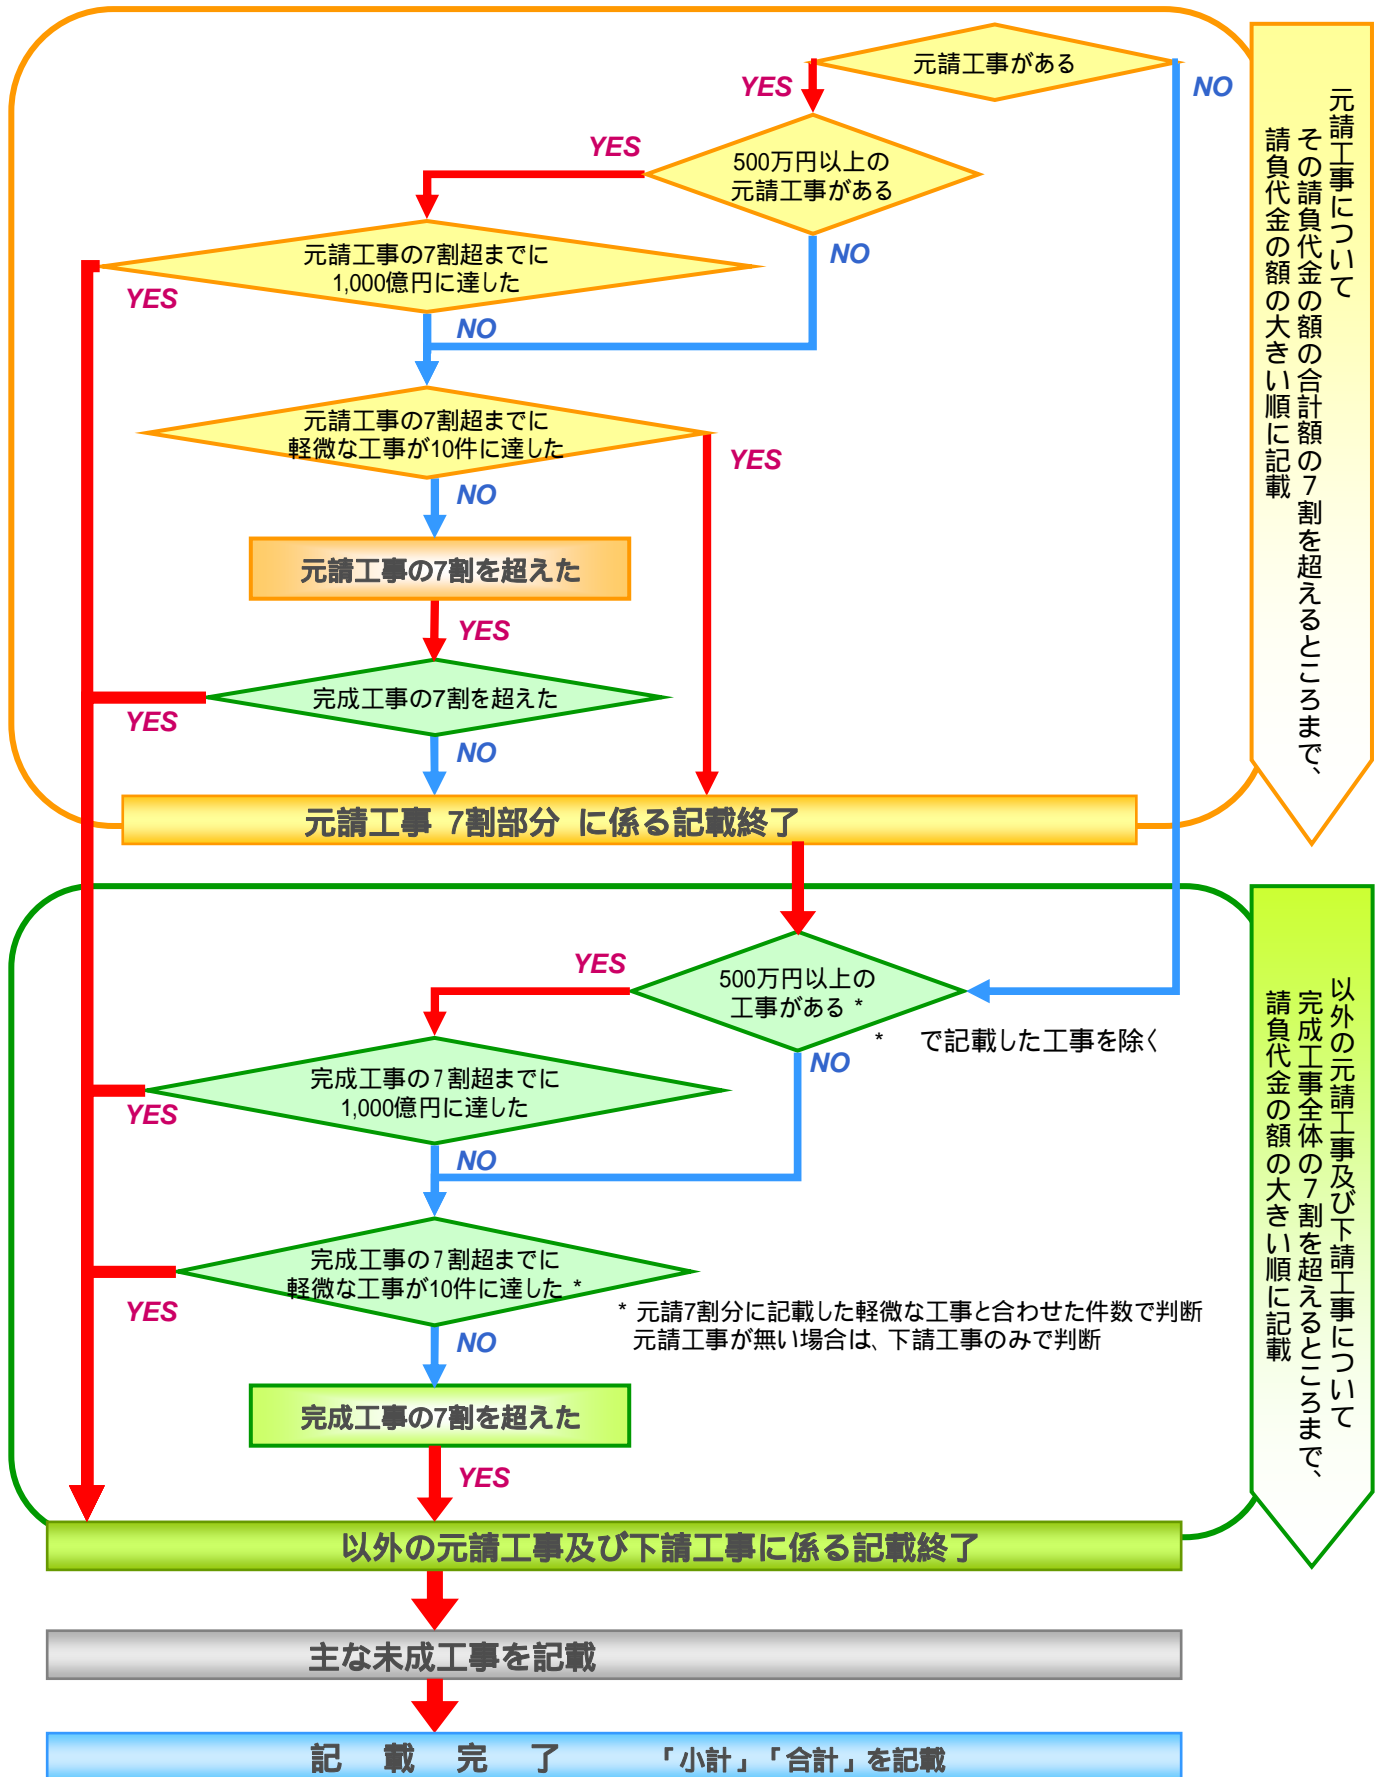 元請工事がある
YES
NO
500万円以上の
元請工事がある
YES
NO
元請工事の7割超までに
1,000億円に達した
YES
NO
元請工事の7割超までに
軽微な工事が10件に達した
YES
NO
元請工事の7割を超えた
YES
完成工事の7割を超えた
YES
NO
元請工事 7割部分 に係る記載終了
元請工事について
その請負代金の額の合計額の7割を超えるところまで、
請負代金の額の大きい順に記載
500万円以上の
工事がある *
YES
NO
* で記載した工事を除く
完成工事の7割超までに
1,000億円に達した
YES
NO
完成工事の7割超までに
軽微な工事が10件に達した *
YES
NO
* 元請7割分に記載した軽微な工事と合わせた件数で判断
元請工事が無い場合は、下請工事のみで判断
完成工事の7割を超えた
YES
以外の元請工事及び下請工事について
完成工事全体の7割を超えるところまで、
請負代金の額の大きい順に記載
以外の元請工事及び下請工事に係る記載終了
主な未成工事を記載
記 載 完 了 「小計」「合計」を記載